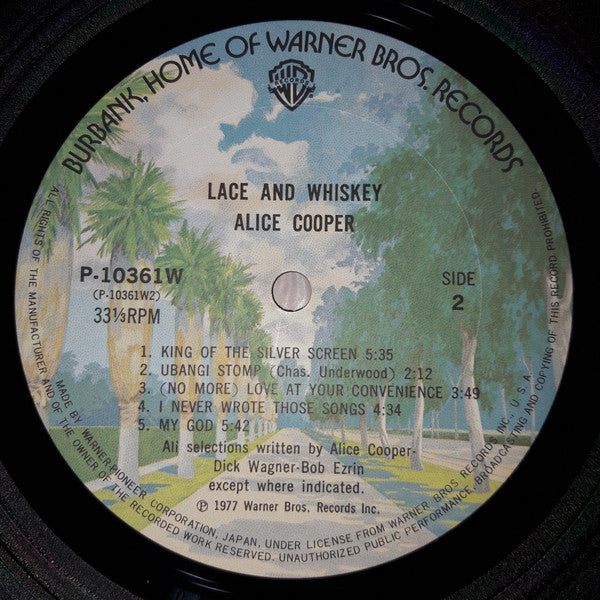 BURBANK, HOME OF WARNER BROS. RECORDS
RECORDS
LACE AND WHISKEY
ALICE COOPER
P-10361W
(P-10361W2)
33⅓RPM
SIDE
2
1. KING OF THE SILVER SCREEN 5:35
2. UBANGI STOMP (Chas. Underwood) 2:12
3. (NO MORE) LOVE AT YOUR CONVENIENCE 3:49
4. I NEVER WROTE THOSE SONGS 4:34
5. MY GOD 5:42
All selections written by Alice Cooper-
Dick Wagner-Bob Ezrin
except where indicated.
℗ 1977 Warner Bros. Records Inc.
MADE BY WARNER-PIONEER CORPORATION, JAPAN, UNDER LICENSE FROM WARNER BROS. RECORDS INC., U.S.A.
ALL RIGHTS OF THE MANUFACTURER AND OF THE OWNER OF THE RECORDED WORK RESERVED. UNAUTHORIZED PUBLIC PERFORMANCE, BROADCASTING AND COPYING OF THIS RECORD PROHIBITED.